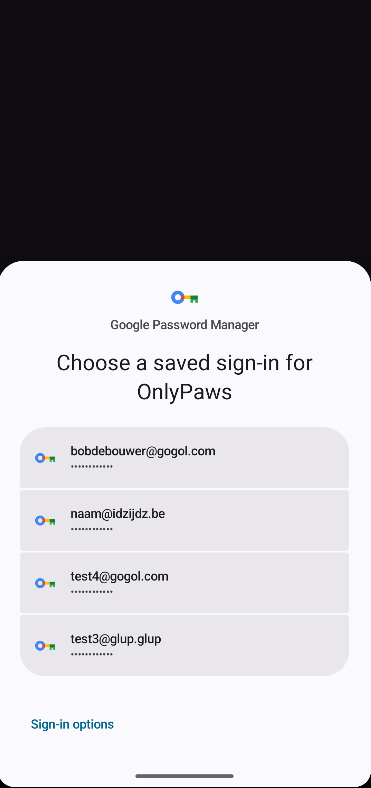 Google Password Manager
Choose a saved sign-in for
OnlyPaws
bobdebouwer@gogol.com
••••••••••••
naam@idzijdz.be
••••••••••••
test4@gogol.com
••••••••••••
test3@glup.glup
••••••••••••
Sign-in options